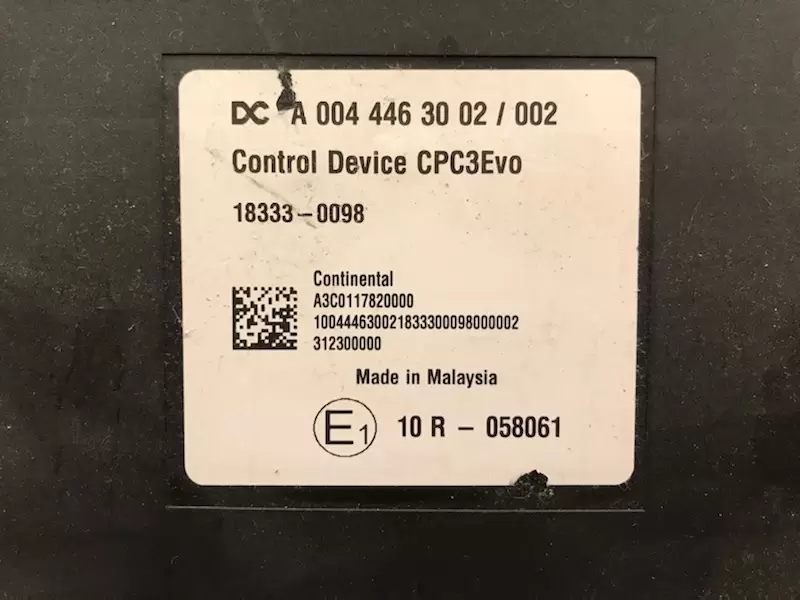 DC A 004 446 30 02 / 002
Control Device CPC3Evo
18333-0098
Continental
A3C0117820000
100444630021833300098000002
312300000
Made in Malaysia
E1 10 R - 058061